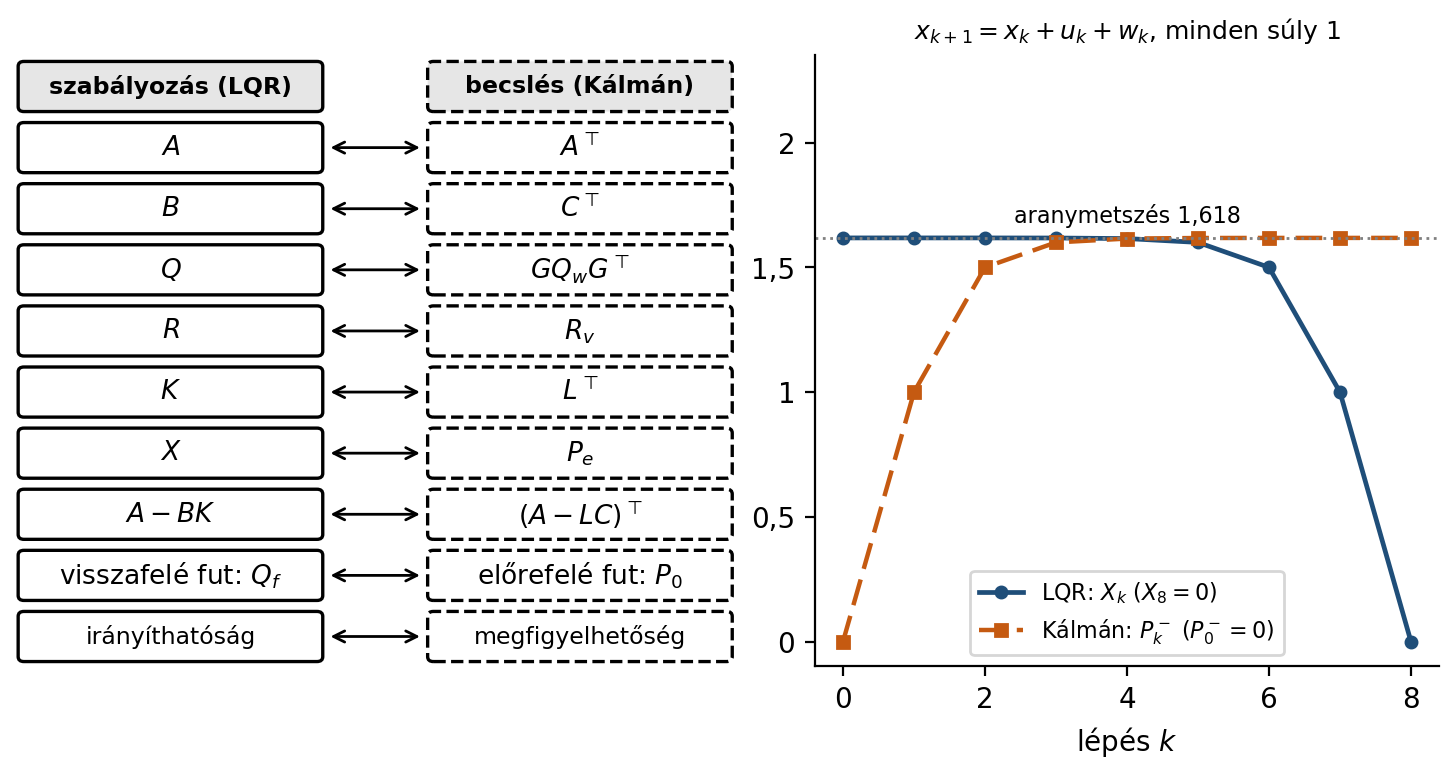 szabályozás (LQR) becslés (Kálmán)
A A⊤
B C⊤
Q GQ_wG⊤
R R_v
K L⊤
X P_e
A − BK (A − LC)⊤
visszafelé fut: Q_f előrefelé fut: P_0
irányíthatóság megfigyelhetőség
x_{k+1} = x_k + u_k + w_k, minden súly 1
2
1,5
1
0,5
0
aranymetszés 1,618
LQR: X_k (X_8 = 0)
Kálmán: P_k^− (P_0^− = 0)
0 2 4 6 8
lépés k